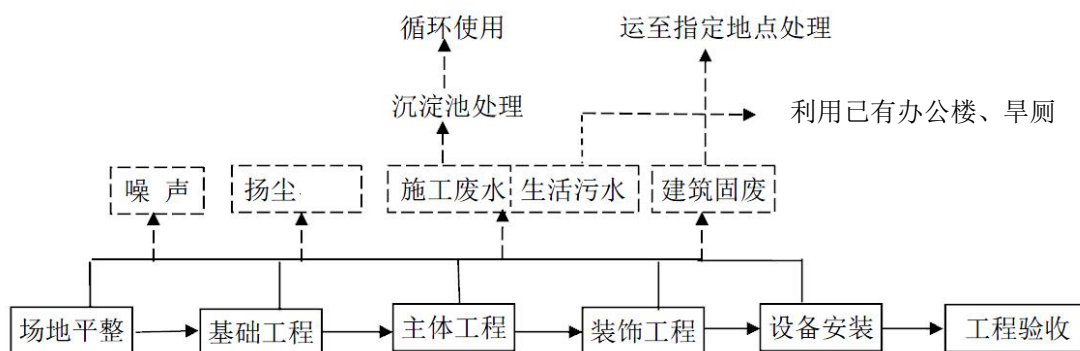 循环使用
运至指定地点处理
沉淀池处理
利用已有办公楼、旱厕
噪 声
扬尘
施工废水
生活污水
建筑固废
场地平整
基础工程
主体工程
装饰工程
设备安装
工程验收